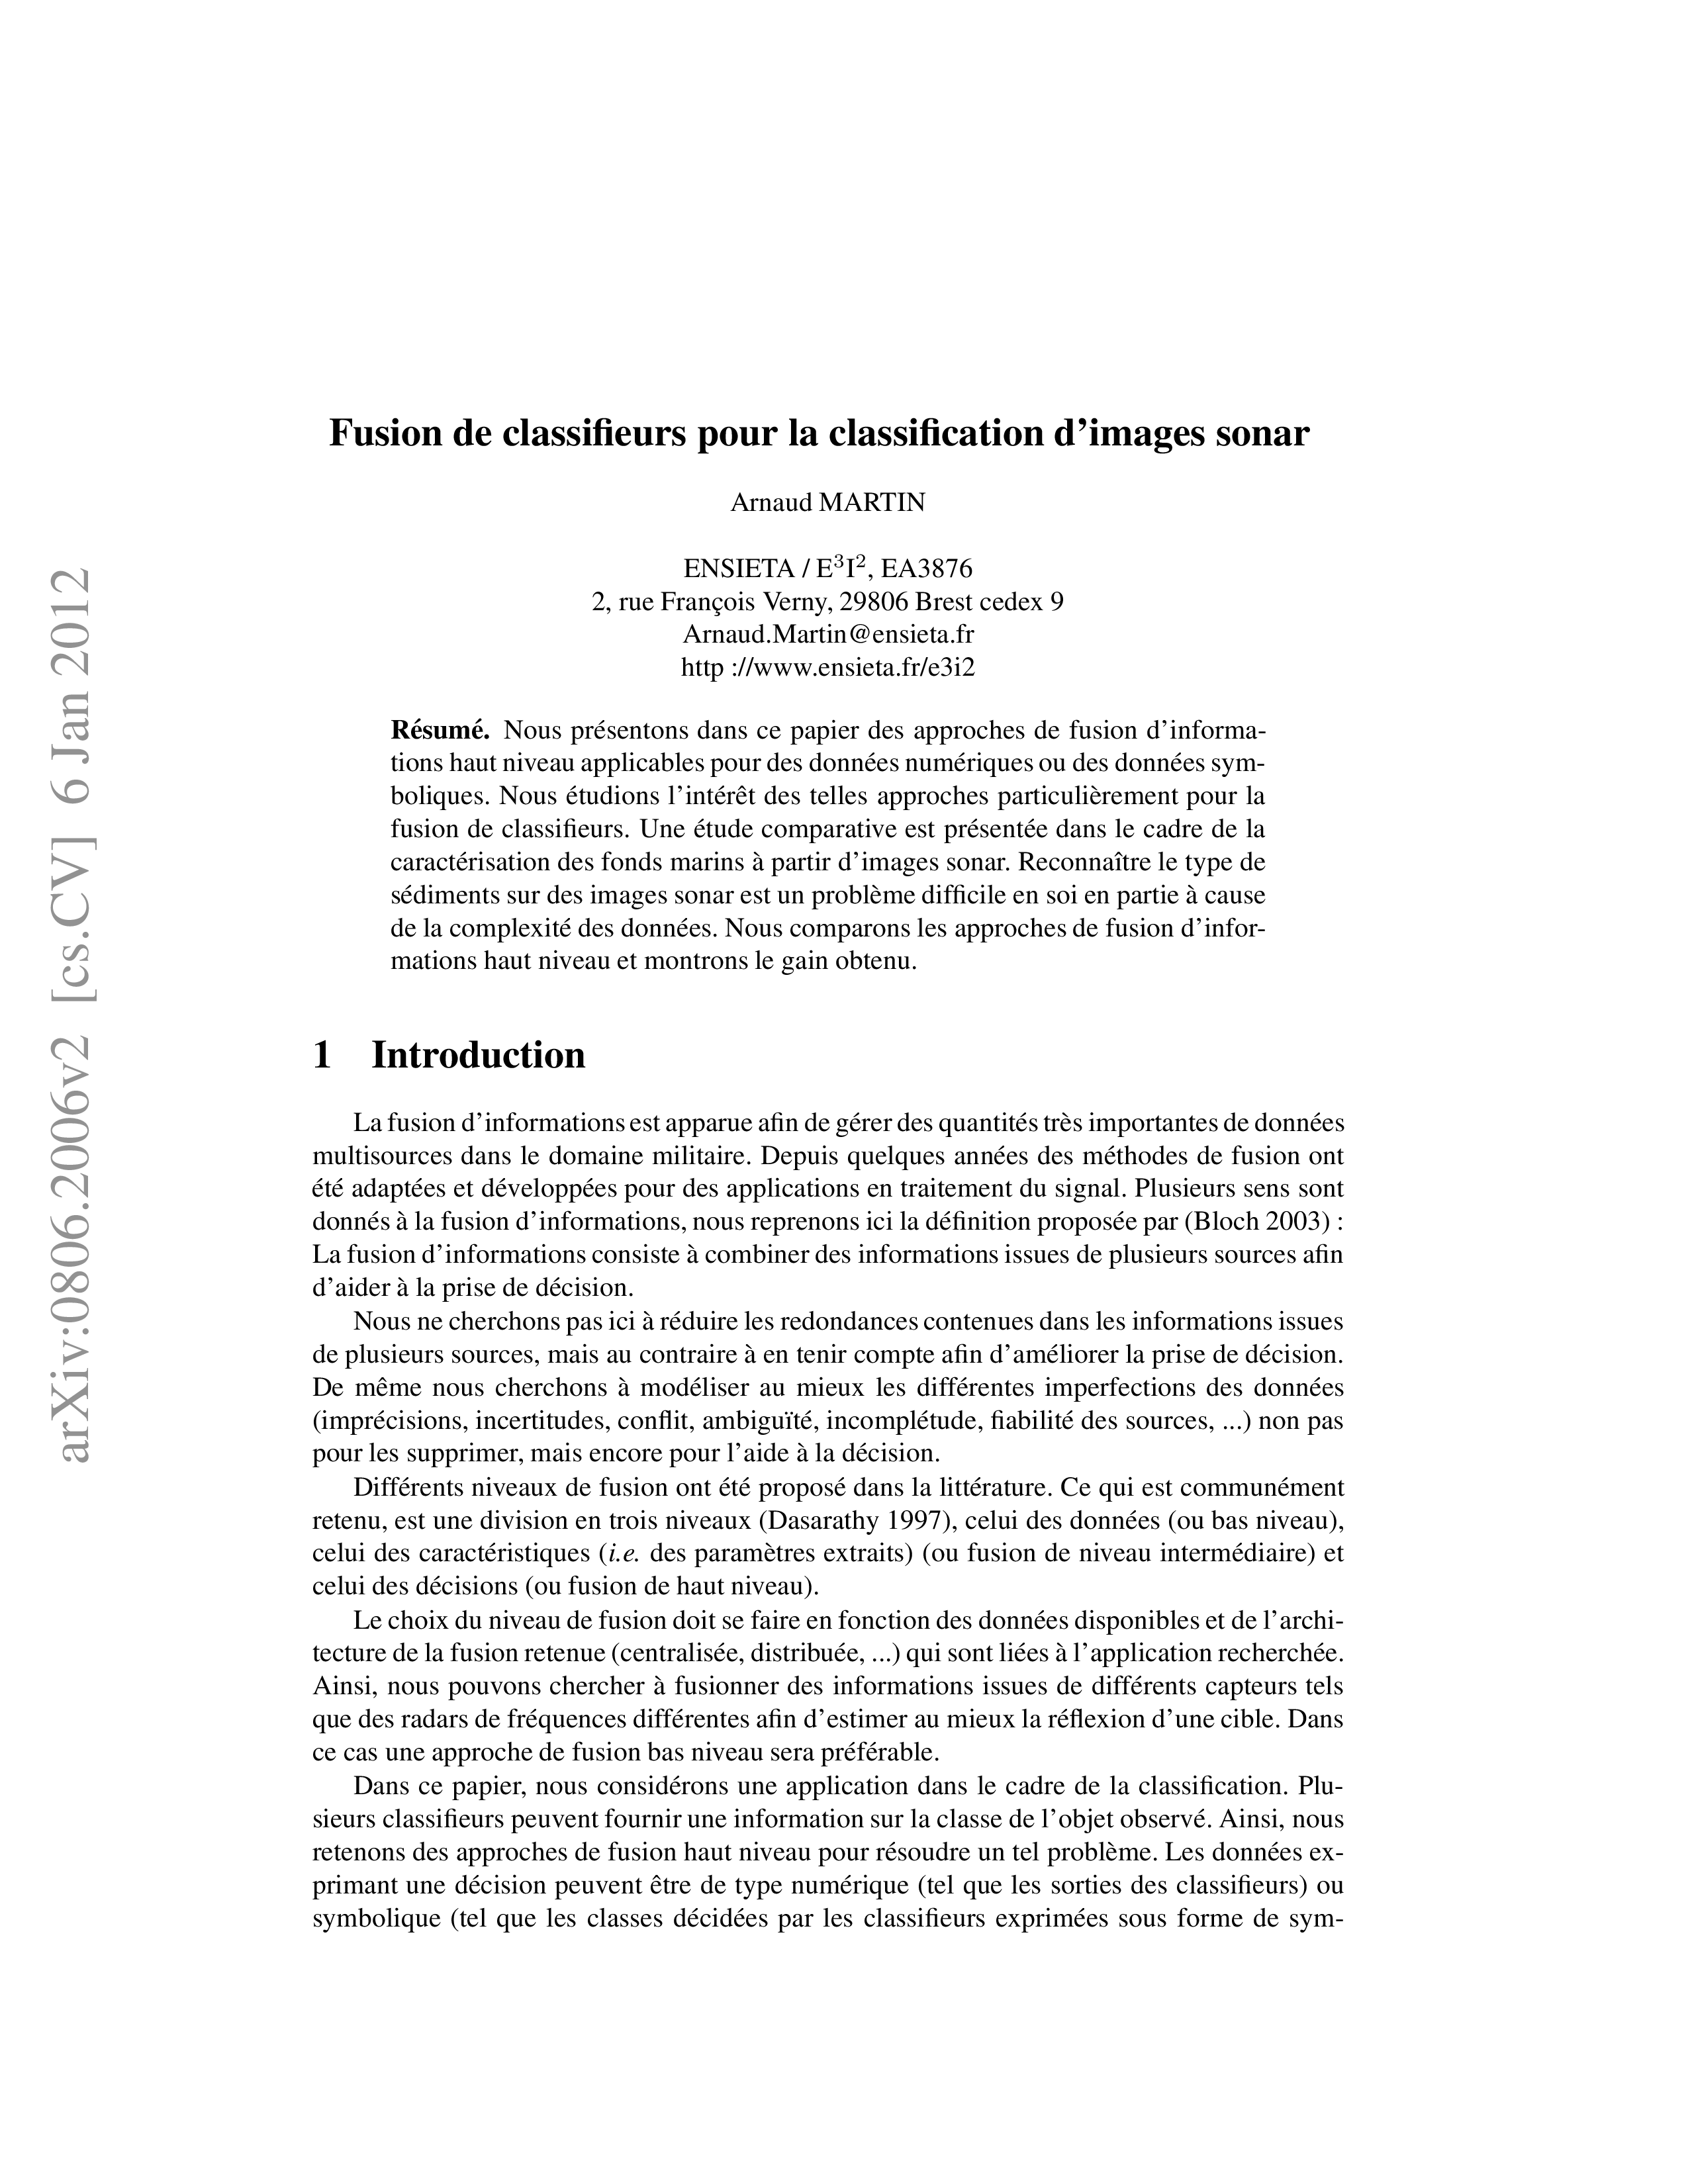 Fusion de classifieurs pour la classification d'images sonar
Arnaud MARTIN
ENSIETA / E³I², EA3876
2, rue François Verny, 29806 Brest cedex 9
Arnaud.Martin@ensieta.fr
http ://www.ensieta.fr/e3i2
Résumé. Nous présentons dans ce papier des approches de fusion d'informa-
tions haut niveau applicables pour des données numériques ou des données sym-
boliques. Nous étudions l'intérêt des telles approches particulièrement pour la
fusion de classifieurs. Une étude comparative est présentée dans le cadre de la
caractérisation des fonds marins à partir d'images sonar. Reconnaître le type de
sédiments sur des images sonar est un problème difficile en soi en partie à cause
de la complexité des données. Nous comparons les approches de fusion d'infor-
mations haut niveau et montrons le gain obtenu.
1 Introduction
La fusion d'informations est apparue afin de gérer des quantités très importantes de données
multisources dans le domaine militaire. Depuis quelques années des méthodes de fusion ont
été adaptées et développées pour des applications en traitement du signal. Plusieurs sens sont
donnés à la fusion d'informations, nous reprenons ici la définition proposée par (Bloch 2003) :
La fusion d'informations consiste à combiner des informations issues de plusieurs sources afin
d'aider à la prise de décision.
Nous ne cherchons pas ici à réduire les redondances contenues dans les informations issues
de plusieurs sources, mais au contraire à en tenir compte afin d'améliorer la prise de décision.
De même nous cherchons à modéliser au mieux les différentes imperfections des données
(imprécisions, incertitudes, conflit, ambiguïté, incomplétude, fiabilité des sources, ...) non pas
pour les supprimer, mais encore pour l'aide à la décision.
Différents niveaux de fusion ont été proposé dans la littérature. Ce qui est communément
retenu, est une division en trois niveaux (Dasarathy 1997), celui des données (ou bas niveau),
celui des caractéristiques (i.e. des paramètres extraits) (ou fusion de niveau intermédiaire) et
celui des décisions (ou fusion de haut niveau).
Le choix du niveau de fusion doit se faire en fonction des données disponibles et de l'archi-
tecture de la fusion retenue (centralisée, distribuée, ...) qui sont liées à l'application recherchée.
Ainsi, nous pouvons chercher à fusionner des informations issues de différents capteurs tels
que des radars de fréquences différentes afin d'estimer au mieux la réflexion d'une cible. Dans
ce cas une approche de fusion bas niveau sera préférable.
Dans ce papier, nous considérons une application dans le cadre de la classification. Plu-
sieurs classifieurs peuvent fournir une information sur la classe de l'objet observé. Ainsi, nous
retenons des approches de fusion haut niveau pour résoudre un tel problème. Les données ex-
primant une décision peuvent être de type numérique (tel que les sorties des classifieurs) ou
symbolique (tel que les classes décidées par les classifieurs exprimées sous forme de sym-
arXiv:0806.2006v2 [cs.CV] 6 Jan 2012